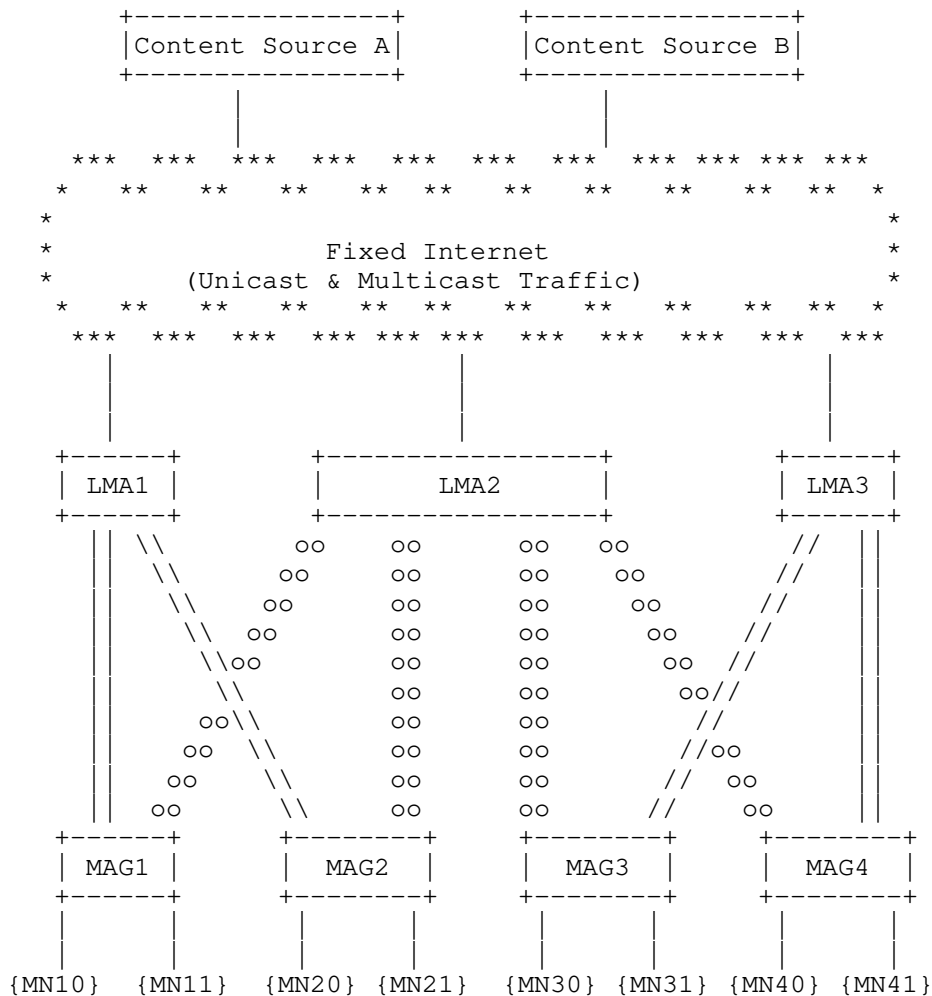 Content Source A Content Source B
Fixed Internet
(Unicast & Multicast Traffic)
LMA1 LMA2 LMA3
MAG1 MAG2 MAG3 MAG4
{MN10} {MN11} {MN20} {MN21} {MN30} {MN31} {MN40} {MN41}